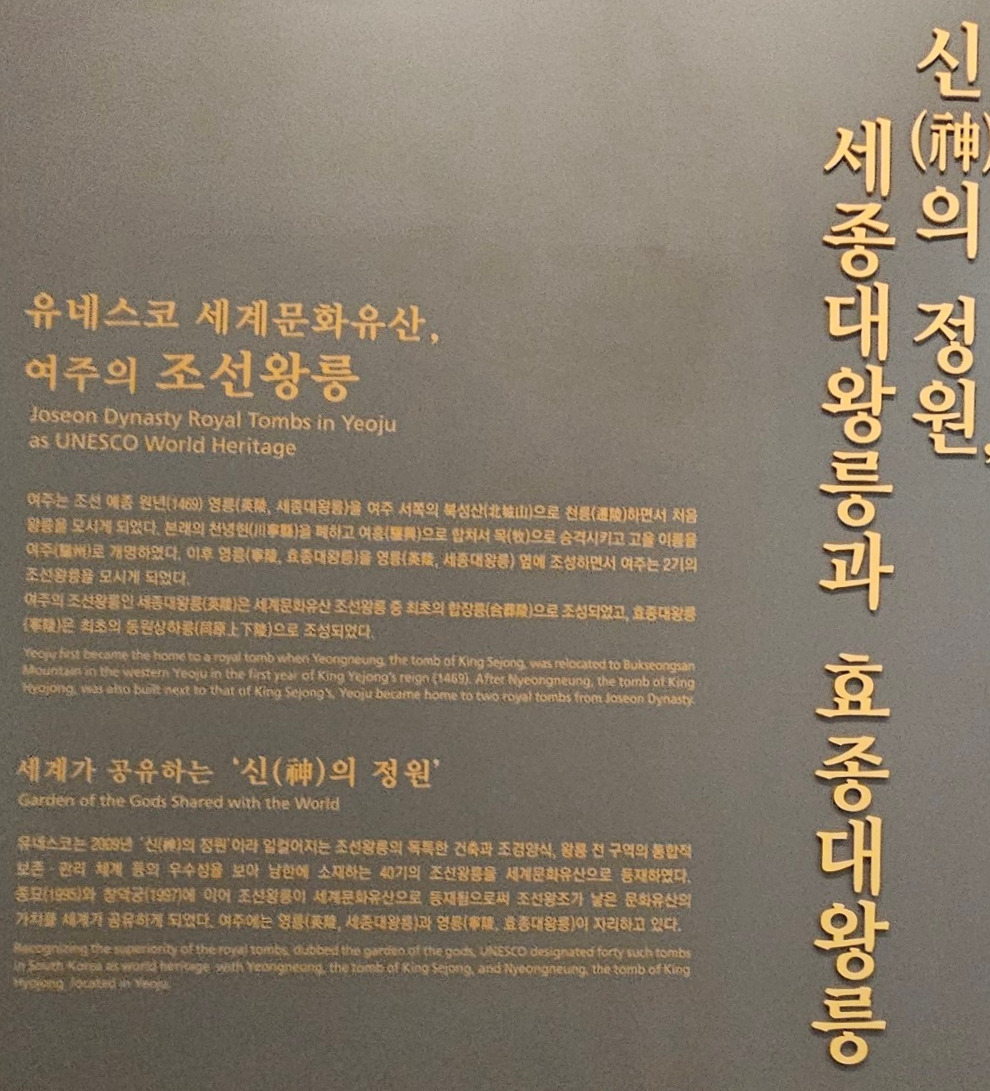 신(神)의 정원,
세종대왕릉과 효종대왕릉
유네스코 세계문화유산,
여주의 조선왕릉
Joseon Dynasty Royal Tombs in Yeoju
as UNESCO World Heritage
여주는 조선 예종 원년(1469) 영릉(英陵, 세종대왕릉)을 여주 서쪽의 북성산(北城山)으로 천릉(遷陵)하면서 처음
왕릉을 모시게 되었다. 본래의 천녕현(川寧縣)을 폐하고 여흥(驪興)으로 합쳐서 목(牧)으로 승격시키고 고을 이름을
여주(驪州)로 개명하였다. 이후 영릉(寧陵, 효종대왕릉)을 영릉(英陵, 세종대왕릉) 옆에 조성하면서 여주는 2기의
조선왕릉을 모시게 되었다.
여주의 조선왕릉인 세종대왕릉(英陵)은 세계문화유산 조선왕릉 중 최초의 합장릉(合葬陵)으로 조성되었고, 효종대왕릉
(寧陵)은 최초의 동원상하릉(同原上下陵)으로 조성되었다.
Yeoju first became the home to a royal tomb when Yeongneung, the tomb of King Sejong, was relocated to Bukseongsan
Mountain in the western Yeoju in the first year of King Yejong's reign (1469). After Nyeongneung, the tomb of King
Hyojong, was also built next to that of King Sejong's, Yeoju became home to two royal tombs from Joseon Dynasty.
세계가 공유하는 '신(神)의 정원'
Garden of the Gods Shared with the World
유네스코는 2009년 '신(神)의 정원'이라 일컬어지는 조선왕릉의 독특한 건축과 조경양식, 왕릉 전 구역의 통합적
보존·관리 체계 등의 우수성을 보아 남한에 소재하는 40기의 조선왕릉을 세계문화유산으로 등재하였다.
종묘(1995)와 창덕궁(1997)에 이어 조선왕릉이 세계문화유산으로 등재됨으로써 조선왕조가 낳은 문화유산의
가치를 세계가 공유하게 되었다. 여주에는 영릉(英陵, 세종대왕릉)과 영릉(寧陵, 효종대왕릉)이 자리하고 있다.
Recognizing the superiority of the royal tombs, dubbed the garden of the gods, UNESCO designated forty such tombs
in South Korea as world heritage with Yeongneung, the tomb of King Sejong, and Nyeongneung, the tomb of King
Hyojong located in Yeoju.